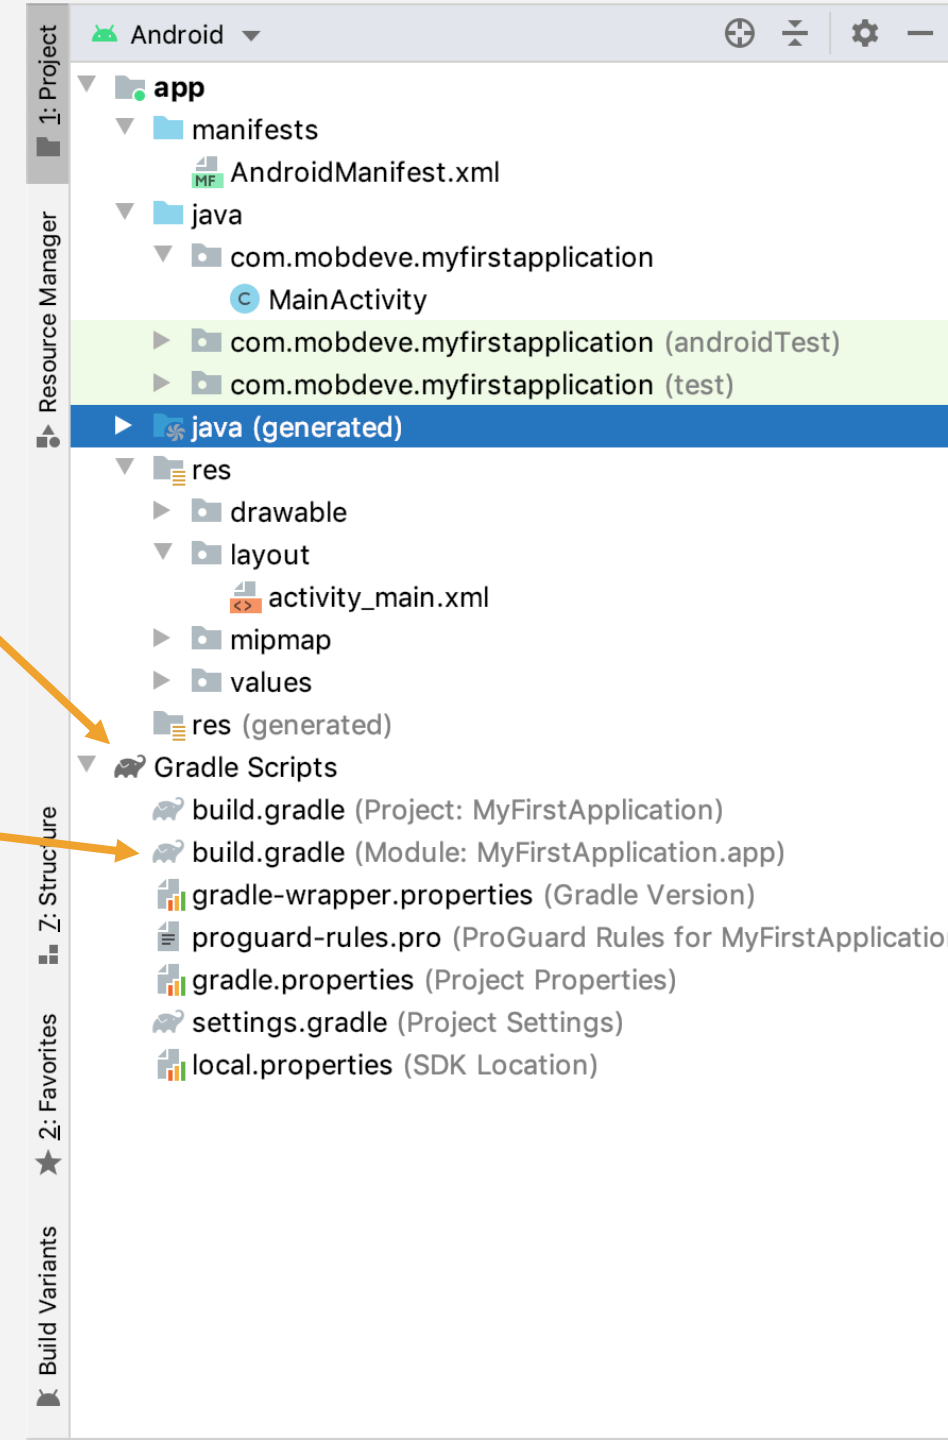 Android
1: Project
Resource Manager
7: Structure
2: Favorites
Build Variants
app
manifests
MF
AndroidManifest.xml
java
com.mobdeve.myfirstapplication
C MainActivity
com.mobdeve.myfirstapplication (androidTest)
com.mobdeve.myfirstapplication (test)
java (generated)
res
drawable
layout
<> activity_main.xml
mipmap
values
res (generated)
Gradle Scripts
build.gradle (Project: MyFirstApplication)
build.gradle (Module: MyFirstApplication.app)
gradle-wrapper.properties (Gradle Version)
proguard-rules.pro (ProGuard Rules for MyFirstApplicatio
gradle.properties (Project Properties)
settings.gradle (Project Settings)
local.properties (SDK Location)